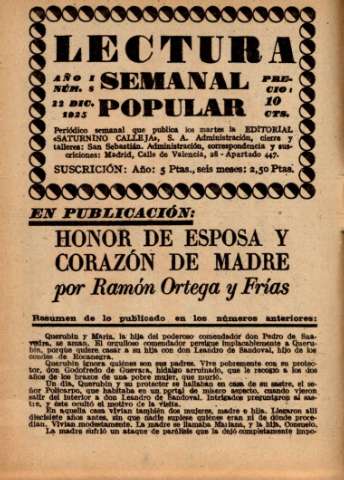 LECTURA
AÑO I
NÚM. 8
SEMANAL
PRE-
CIO:
22 DIC.
1925
POPULAR
10
CTS.
Periódico semanal que publica los martes la EDITORIAL
«SATURNINO CALLEJA», S. A. Administración, cierre y
talleres: San Sebastián. Administración, correspondencia y sus-
criciones: Madrid, Calle de Valencia, 28 - Apartado 447.
SUSCRICIÓN: Año: 5 Ptas., seis meses: 2,50 Ptas.
EN PUBLICACIÓN:
HONOR DE ESPOSA Y
CORAZÓN DE MADRE
por Ramón Ortega y Frías
Resumen de lo publicado en los números anteriores:
Querubín y María, la hija del poderoso comendador don Pedro de Saa-
vedra, se aman. El orgulloso comendador persigue implacablemente a Queru-
bín, porque quiere casar a su hija con don Leandro de Sandoval, hijo de los
condes de Rocanegra.
Querubín ignora quiénes son sus padres. Vive pobremente con su protec-
tor, don Godofredo de Guevara, hidalgo arruinado, que le recogió a los dos
años de los brazos de una pobre mujer, que murió.
Un día, Querubín y su protector se hallaban en casa de su sastre, el se-
ñor Policarpo, que habitaba en un portal de mísero aspecto, cuando vieron
salir del interior a don Leandro de Sandoval. Intrigados preguntaron al sas-
tre, y éste ocultó el motivo de la visita.
En aquella casa vivían también dos mujeres, madre e hija. Llegaron allí
diecisiete años antes, sin que nadie supiese quiénes eran ni de dónde proce-
dían. Vivían modestamente. La madre se llamaba Mariana, y la hija, Consuelo.
La madre sufrió un ataque de parálisis que la dejó completamente impo-